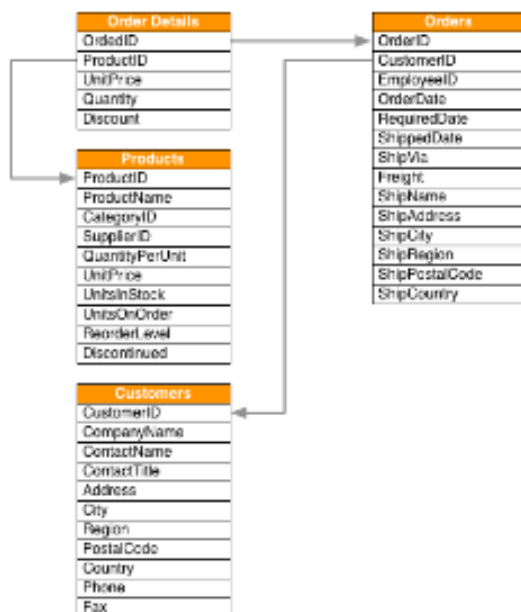 Order Details
OrdedID
ProductID
UnitPrice
Quantity
Discount
Products
ProductID
ProductName
CategoryID
SupplierID
QuantityPerUnit
UnitPrice
UnitsInStock
UnitsOnOrder
ReorderLevel
Discontinued
Customers
CustomerID
CompanyName
ContactName
ContactTitle
Address
City
Region
PostalCode
Country
Phone
Fax
Orders
OrderID
CustomerID
EmployeeID
OrderDate
RequiredDate
ShippedDate
ShipVia
Freight
ShipName
ShipAddress
ShipCity
ShipRegion
ShipPostalCode
ShipCountry